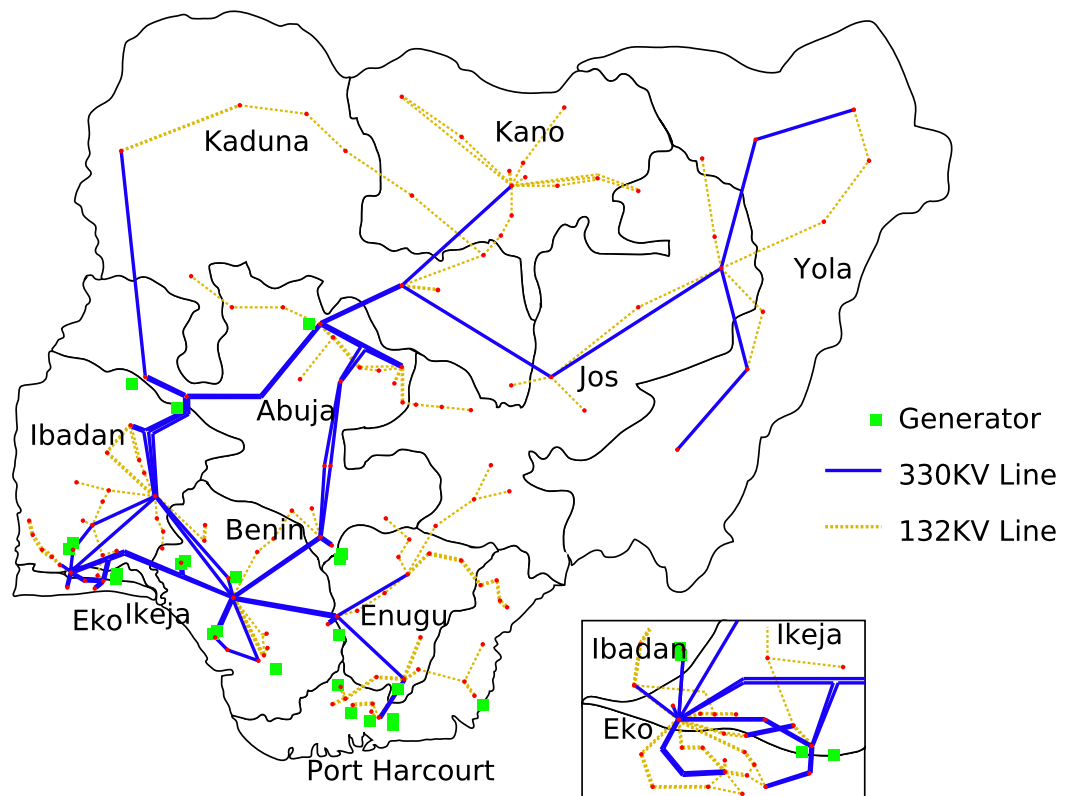 Kaduna
Kano
Yola
Jos
Abuja
Ibadan
Benin
Eko
Ikeja
Enugu
Port Harcourt
Generator
330KV Line
132KV Line
Ibadan
Ikeja
Eko